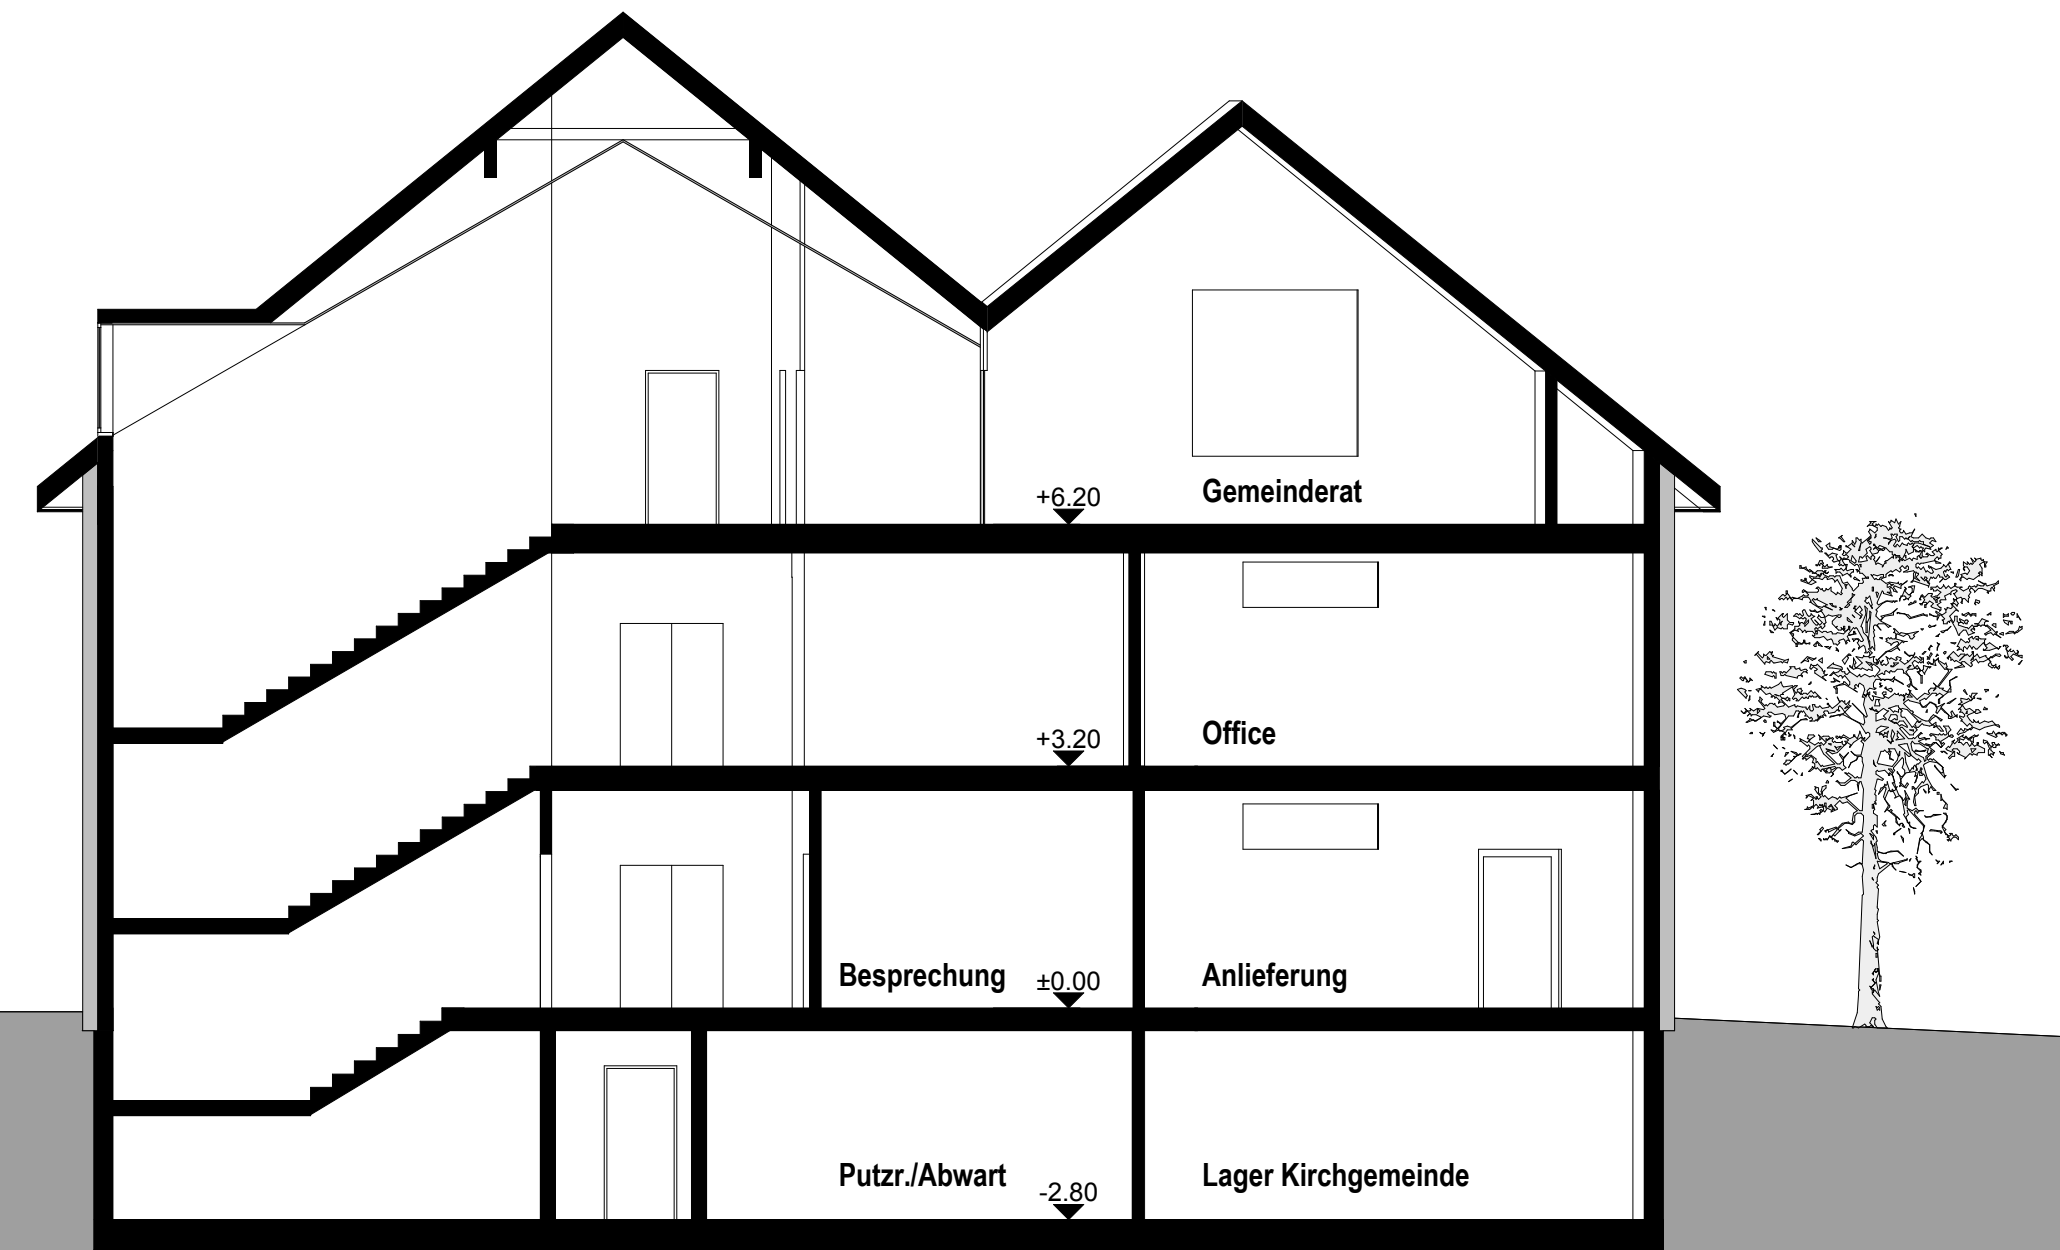 +6.20
Gemeinderat
+3.20
Office
Besprechung
±0.00
Anlieferung
Putzr./Abwart
-2.80
Lager Kirchgemeinde